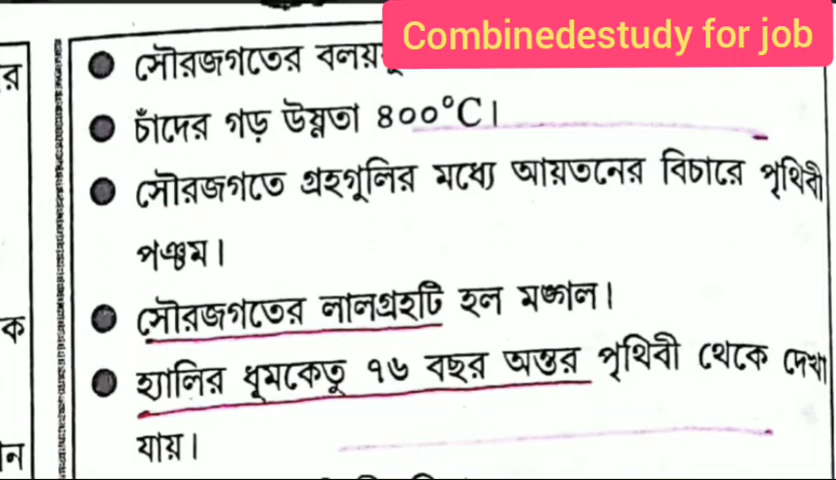 Combinedestudy for job
সৌরজগতের
চাঁদের গড় উষ্ণতা ৪০০°C।
সৌরজগতে গ্রহগুলির মধ্যে আয়তনের বিচারে পৃথিবী
পঞ্চম।
সৌরজগতের লালগ্রহটি হল মঙ্গল।
হ্যালির ধূমকেতু ৭৬ বছর অন্তর পৃথিবী থেকে দেখা
যায়।